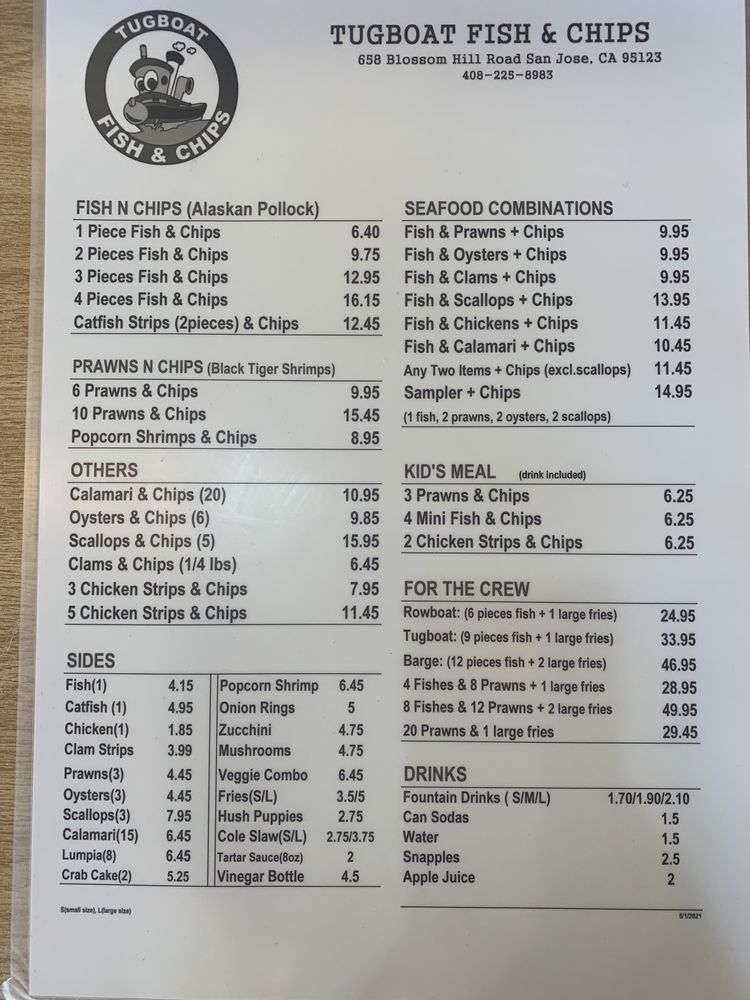 TUGBOAT
FISH & CHIPS
TUGBOAT FISH & CHIPS
658 Blossom Hill Road San Jose, CA 95123
408-225-8983
FISH N CHIPS (Alaskan Pollock)
1 Piece Fish & Chips 6.40
2 Pieces Fish & Chips 9.75
3 Pieces Fish & Chips 12.95
4 Pieces Fish & Chips 16.15
Catfish Strips (2pieces) & Chips 12.45
PRAWNS N CHIPS (Black Tiger Shrimps)
6 Prawns & Chips 9.95
10 Prawns & Chips 15.45
Popcorn Shrimps & Chips 8.95
OTHERS
Calamari & Chips (20) 10.95
Oysters & Chips (6) 9.85
Scallops & Chips (5) 15.95
Clams & Chips (1/4 lbs) 6.45
3 Chicken Strips & Chips 7.95
5 Chicken Strips & Chips 11.45
SIDES
Fish(1) 4.15 Popcorn Shrimp 6.45
Catfish (1) 4.95 Onion Rings 5
Chicken(1) 1.85 Zucchini 4.75
Clam Strips 3.99 Mushrooms 4.75
Prawns(3) 4.45 Veggie Combo 6.45
Oysters(3) 4.45 Fries(S/L) 3.5/5
Scallops(3) 7.95 Hush Puppies 2.75
Calamari(15) 6.45 Cole Slaw(S/L) 2.75/3.75
Lumpia(8) 6.45 Tartar Sauce(8oz) 2
Crab Cake(2) 5.25 Vinegar Bottle 4.5
S(small size), L(large size)
SEAFOOD COMBINATIONS
Fish & Prawns + Chips 9.95
Fish & Oysters + Chips 9.95
Fish & Clams + Chips 9.95
Fish & Scallops + Chips 13.95
Fish & Chickens + Chips 11.45
Fish & Calamari + Chips 10.45
Any Two Items + Chips (excl.scallops) 11.45
Sampler + Chips 14.95
(1 fish, 2 prawns, 2 oysters, 2 scallops)
KID'S MEAL (drink included)
3 Prawns & Chips 6.25
4 Mini Fish & Chips 6.25
2 Chicken Strips & Chips 6.25
FOR THE CREW
Rowboat: (6 pieces fish + 1 large fries) 24.95
Tugboat: (9 pieces fish + 1 large fries) 33.95
Barge: (12 pieces fish + 2 large fries) 46.95
4 Fishes & 8 Prawns + 1 large fries 28.95
8 Fishes & 12 Prawns + 2 large fries 49.95
20 Prawns & 1 large fries 29.45
DRINKS
Fountain Drinks ( S/M/L) 1.70/1.90/2.10
Can Sodas 1.5
Water 1.5
Snapples 2.5
Apple Juice 2
5/1/2021